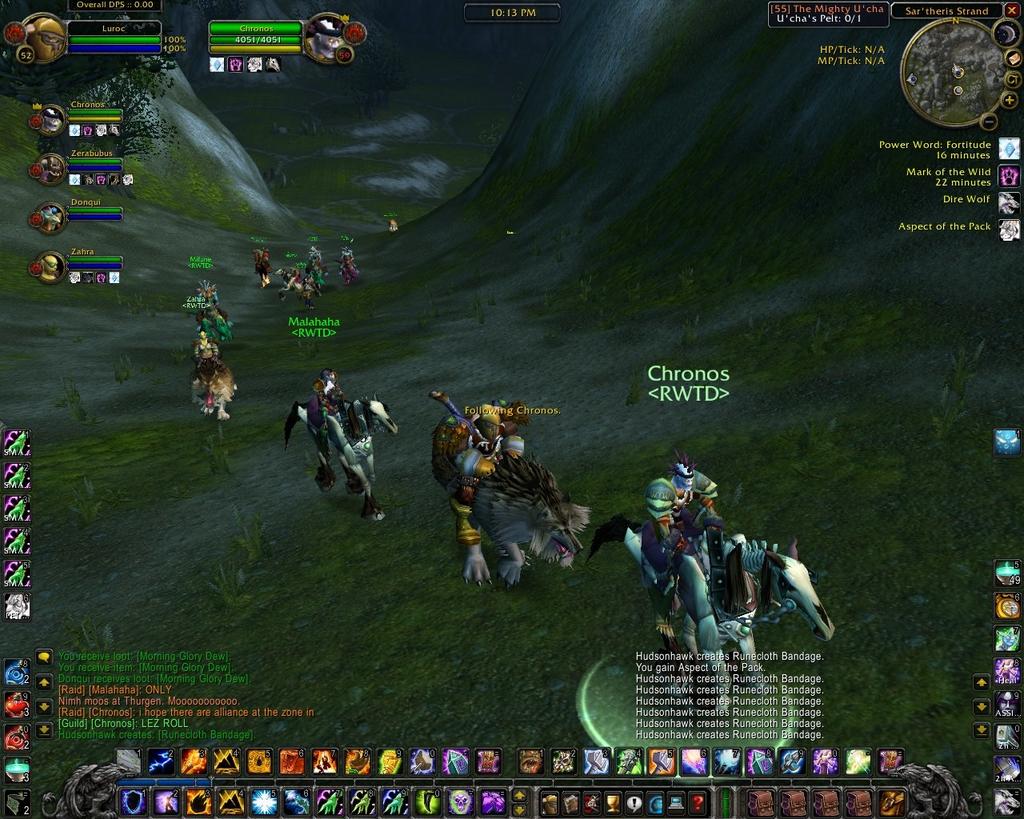 Overall DPS :: 0.00
10:13 PM
[55] The Mighty U'cha
U'cha's Pelt: 0/1
Sar'theris Strand
N
Luroc
100%
100%
52
Chronos
4051/4051
59
HP/Tick: N/A
MP/Tick: N/A
Chronos
Zerabubus
Donqui
Zahra
Power Word: Fortitude
16 minutes
Mark of the Wild
22 minutes
Dire Wolf
Aspect of the Pack
<RWTD>
Zahra
<RWTD>
Malahaha
<RWTD>
Chronos
<RWTD>
Following Chronos.
You receive loot: [Morning Glory Dew].
You receive item: [Morning Glory Dew].
Donqui receives loot: [Morning Glory Dew].
[Raid] [Malahaha]: ONLY
Nimh moos at Thurgen. Mooooooooooo.
[Raid] [Chronos]: i hope there are alliance at the zone in
[Guild] [Chronos]: LEZ ROLL
Hudsonhawk creates: [Runecloth Bandage].
Hudsonhawk creates Runecloth Bandage.
You gain Aspect of the Pack.
Hudsonhawk creates Runecloth Bandage.
Hudsonhawk creates Runecloth Bandage.
Hudsonhawk creates Runecloth Bandage.
Hudsonhawk creates Runecloth Bandage.
Hudsonhawk creates Runecloth Bandage.
Hudsonhawk creates Runecloth Bandage.